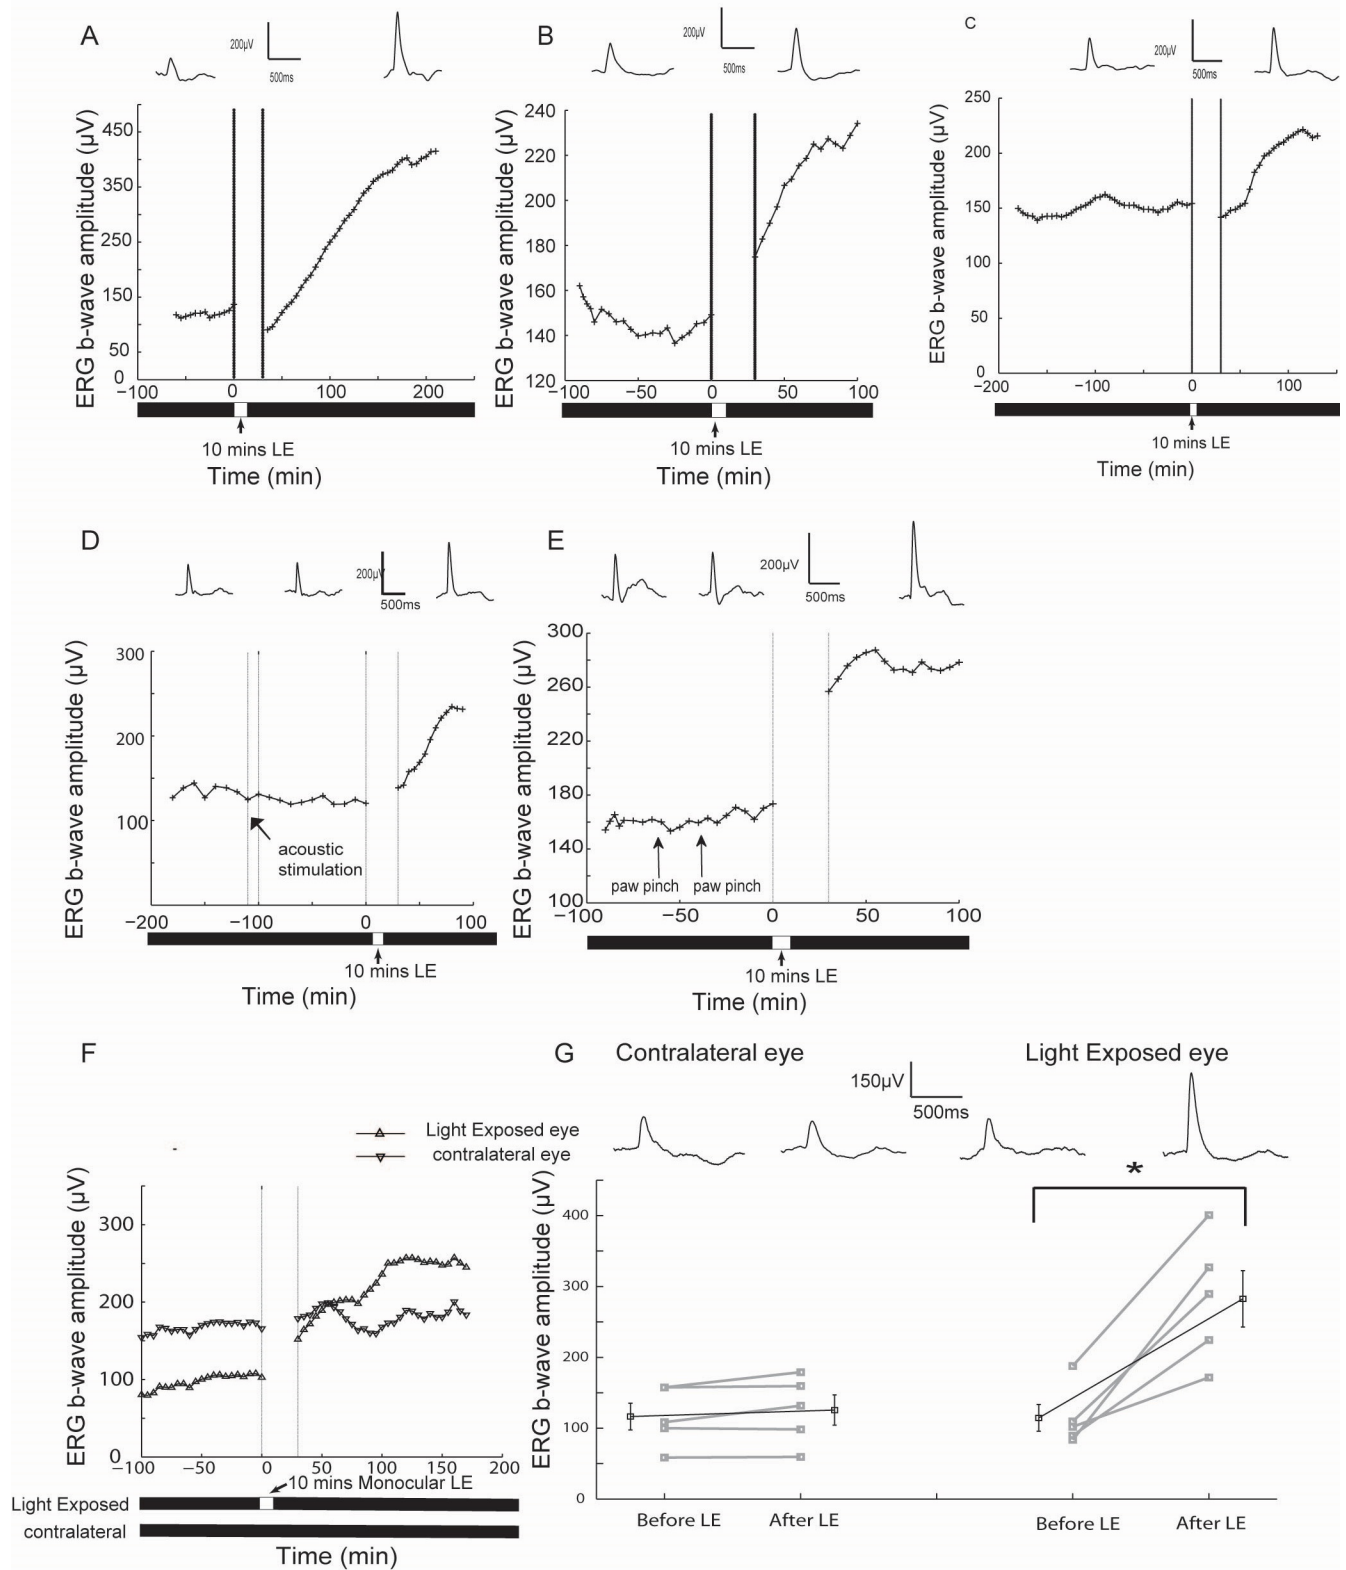 A
200µV
500ms
ERG b-wave amplitude (µV)
450
350
250
150
50
0
−100
0
100
200
10 mins LE
Time (min)
B
200µV
500ms
ERG b-wave amplitude (µV)
240
220
200
180
160
140
120
−100
−50
0
50
100
10 mins LE
Time (min)
C
200µV
500ms
ERG b-wave amplitude (µV)
250
200
150
100
50
0
−200
−100
0
100
10 mins LE
Time (min)
D
200µV
500ms
ERG b-wave amplitude (µV)
300
200
100
acoustic
stimulation
−200
−100
0
100
10 mins LE
Time (min)
E
200µV
500ms
ERG b-wave amplitude (µV)
300
260
220
180
140
100
paw pinch
paw pinch
−100
−50
0
50
100
10 mins LE
Time (min)
F
Light Exposed eye
contralateral eye
ERG b-wave amplitude (µV)
300
200
100
0
−100
−50
0
50
100
150
200
10 mins Monocular LE
Light Exposed
contralateral
Time (min)
G
Contralateral eye
Light Exposed eye
150µV
500ms
*
ERG b-wave amplitude (µV)
400
300
200
100
0
Before LE
After LE
Before LE
After LE